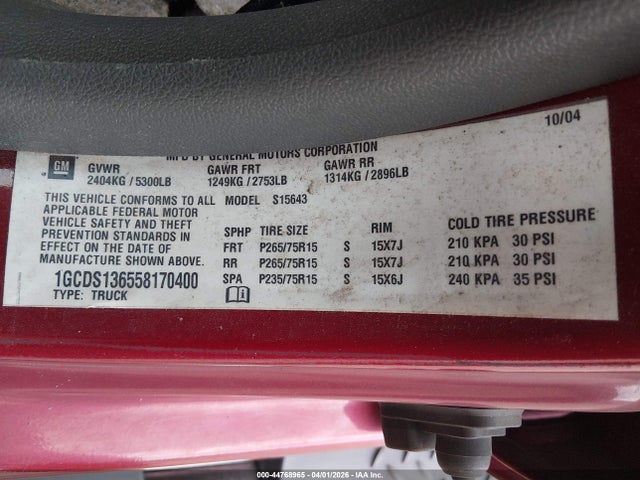 10/04
MFD BY GENERAL MOTORS CORPORATION
GM
GVWR GAWR FRT GAWR RR
2404KG / 5300LB 1249KG / 2753LB 1314KG / 2896LB
THIS VEHICLE CONFORMS TO ALL MODEL S15643
APPLICABLE FEDERAL MOTOR
VEHICLE SAFETY AND THEFT
PREVENTION STANDARDS IN
EFFECT ON THE DATE OF
MANUFACTURE SHOWN ABOVE.
1GCDS136558170400
TYPE: TRUCK
SPHP TIRE SIZE RIM COLD TIRE PRESSURE
FRT P265/75R15 S 15X7J 210 KPA 30 PSI
RR P265/75R15 S 15X7J 210 KPA 30 PSI
SPA P235/75R15 S 15X6J 240 KPA 35 PSI
000-44768965 - 04/01/2026 - IAA Inc.